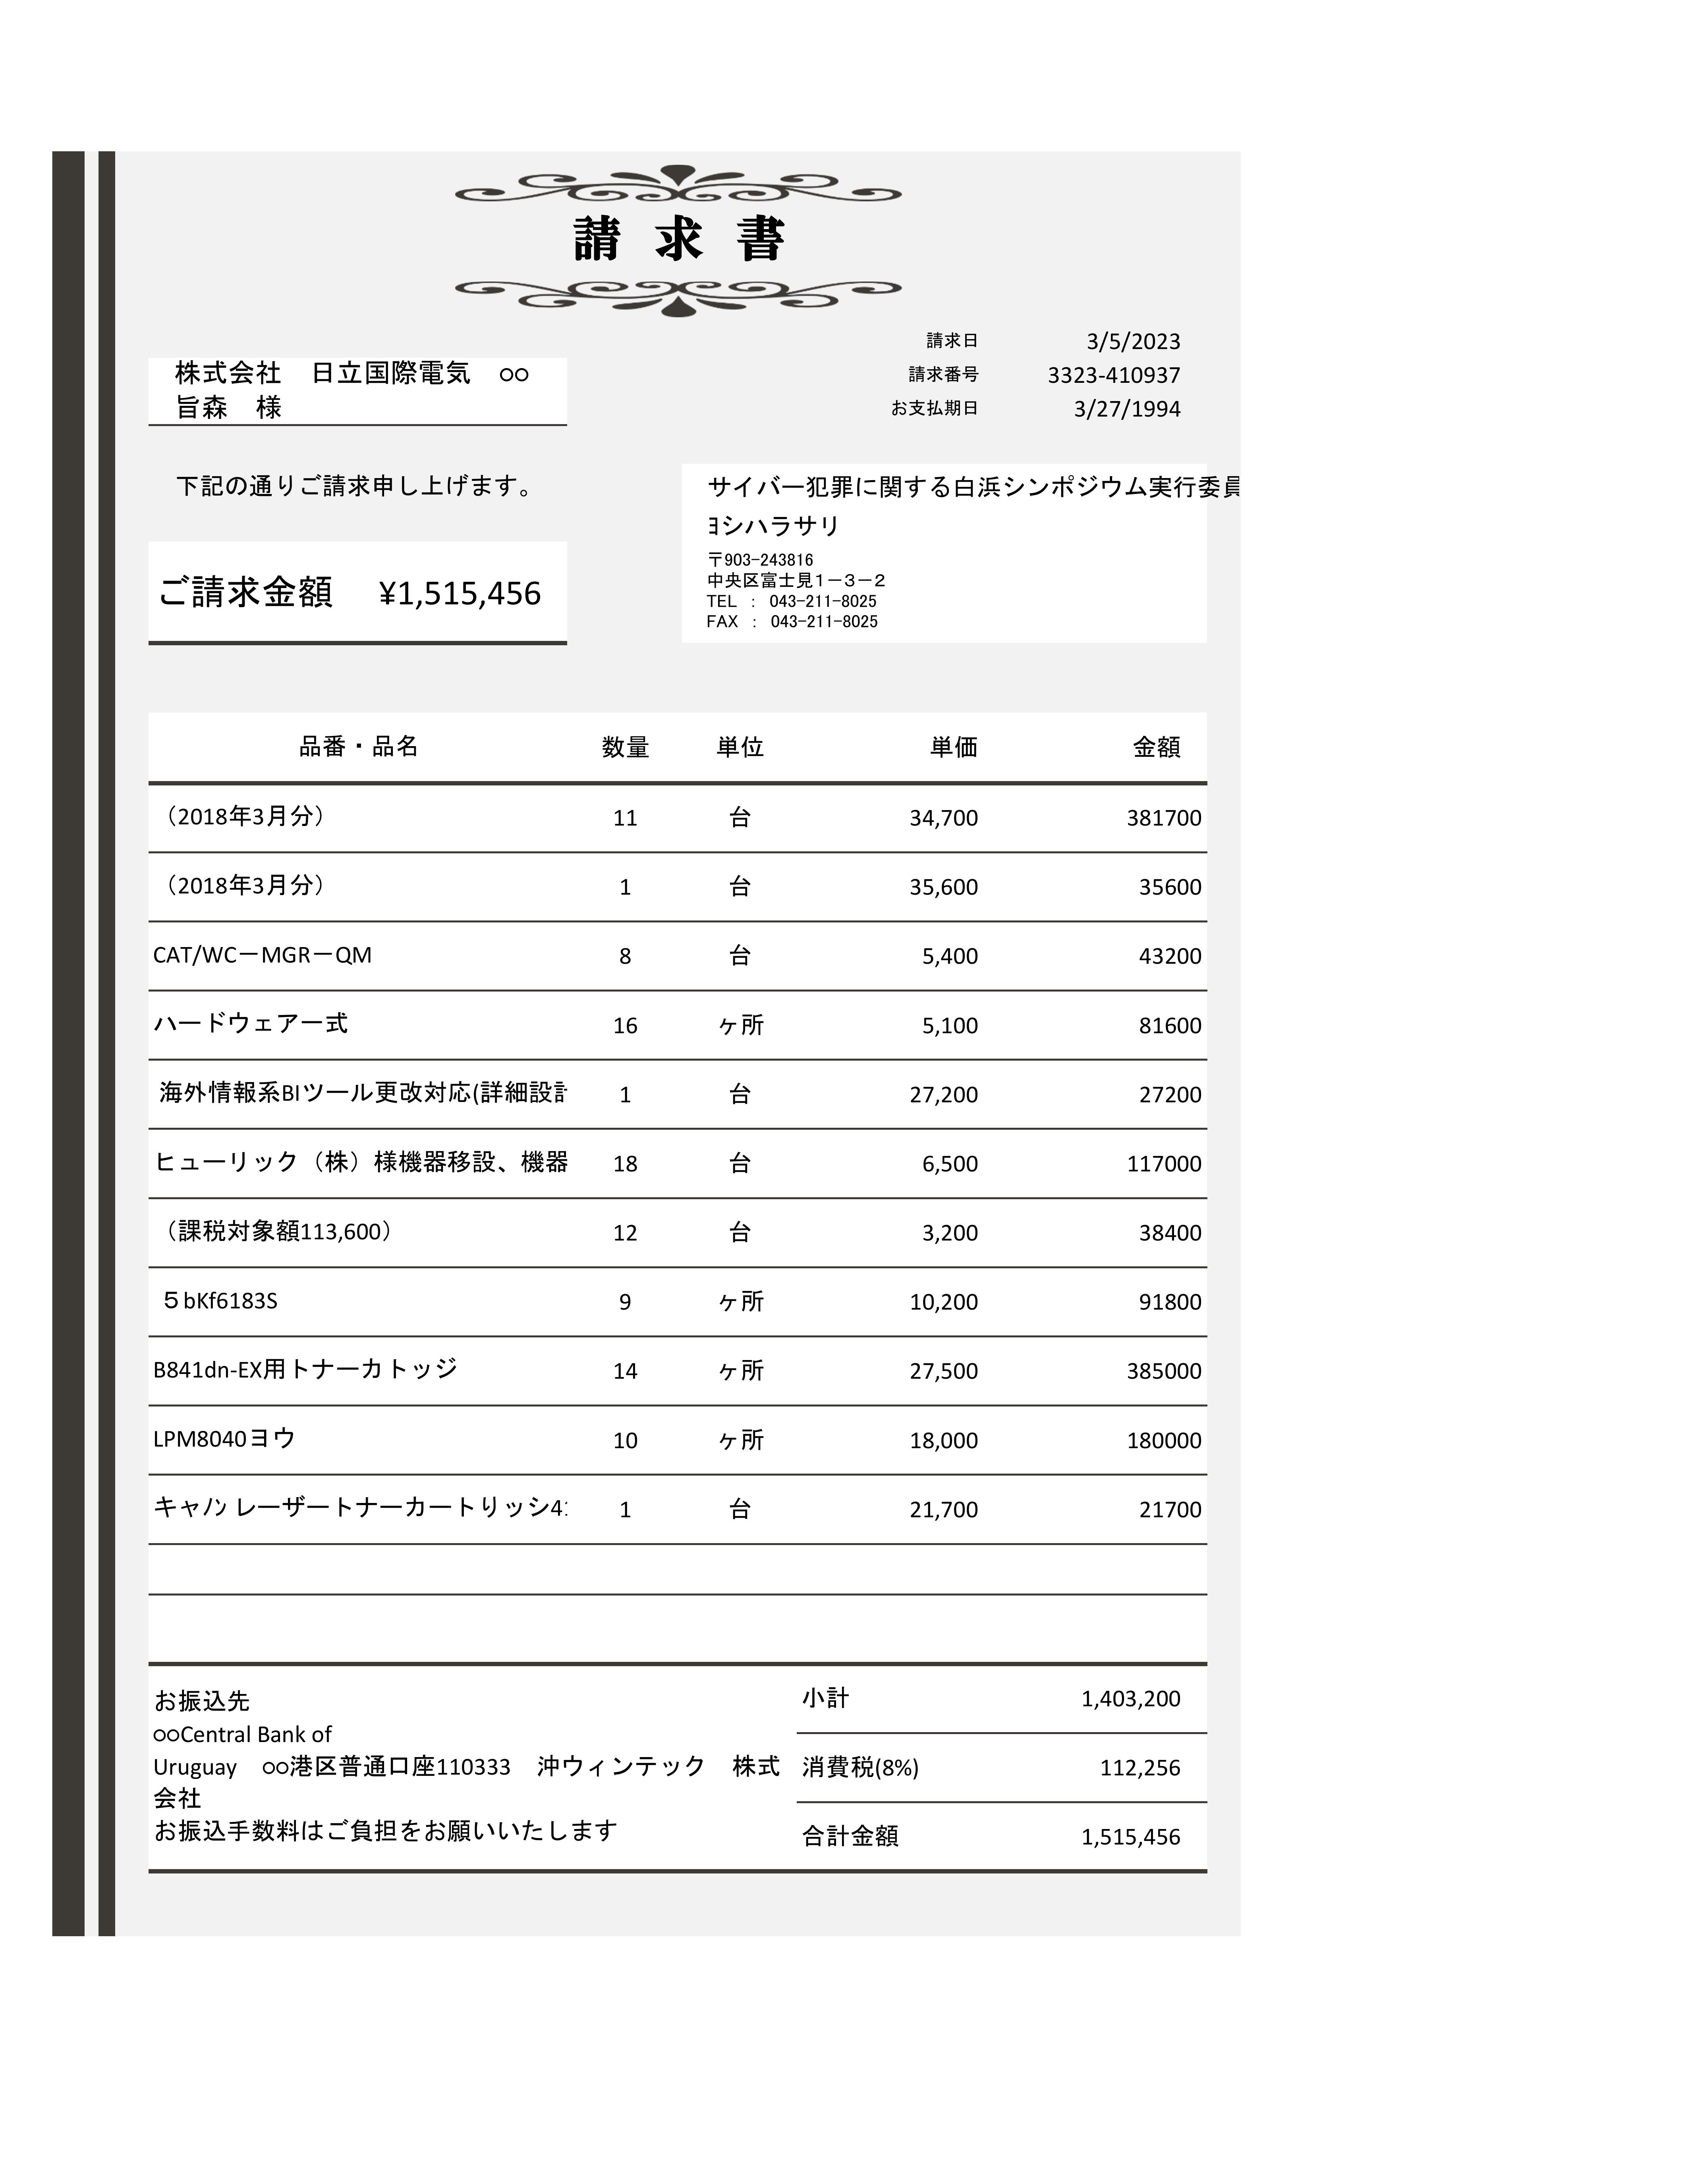 請 求 書
請求日 3/5/2023
株式会社　日立国際電気　○○
請求番号 3323-410937
旨森　様
お支払期日 3/27/1994
下記の通りご請求申し上げます。
サイバー犯罪に関する白浜シンポジウム実行委員
ﾖシハラサリ
〒903-243816
中央区富士見1－3－2
TEL ： 043-211-8025
FAX ： 043-211-8025
ご請求金額 ¥1,515,456
品番・品名 数量 単位 単価 金額
（2018年3月分） 11 台 34,700 381700
（2018年3月分） 1 台 35,600 35600
CAT/WCーMGRーQM 8 台 5,400 43200
ハードウェアー式 16 ヶ所 5,100 81600
海外情報系BIツール更改対応(詳細設計 1 台 27,200 27200
ヒューリック（株）様機器移設、機器 18 台 6,500 117000
（課税対象額113,600） 12 台 3,200 38400
５bKf6183S 9 ヶ所 10,200 91800
B841dn-EX用トナーカトッジ 14 ヶ所 27,500 385000
LPM8040ヨウ 10 ヶ所 18,000 180000
キャﾉﾝ レーザートナーカートりッシ4 1 台 21,700 21700
お振込先
○○Central Bank of
Uruguay　○○港区普通口座110333　沖ウィンテック　株式
会社
お振込手数料はご負担をお願いいたします
小計 1,403,200
消費税(8%) 112,256
合計金額 1,515,456